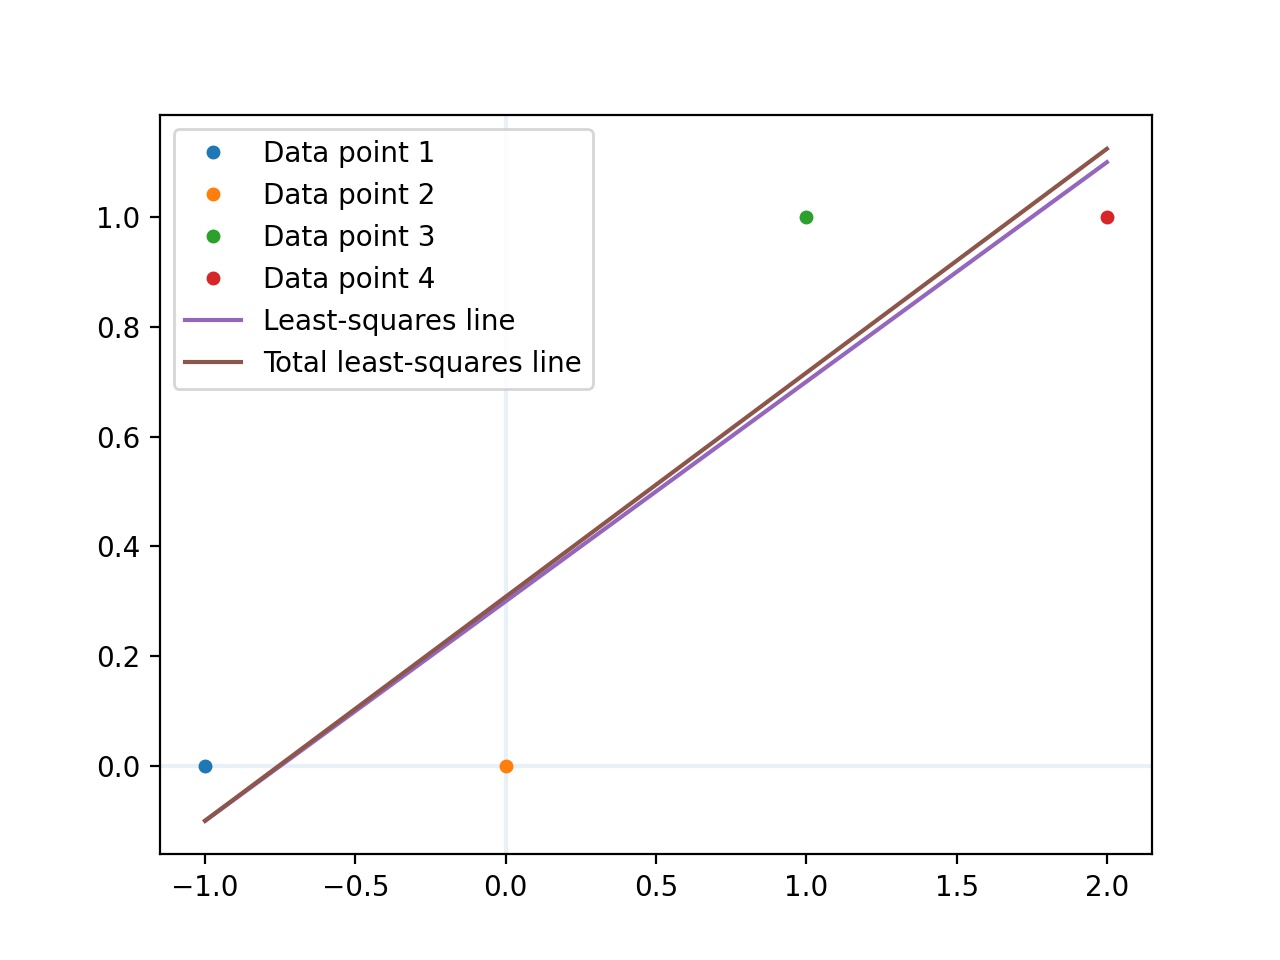 Data point 1
Data point 2
Data point 3
Data point 4
Least-squares line
Total least-squares line
1.0
0.8
0.6
0.4
0.2
0.0
−1.0 −0.5 0.0 0.5 1.0 1.5 2.0